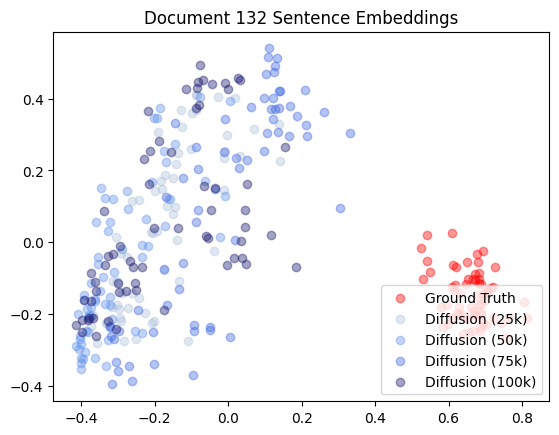 Document 132 Sentence Embeddings
0.4
0.2
0.0
−0.2
−0.4
−0.4
−0.2
0.0
0.2
0.4
0.6
0.8
Ground Truth
Diffusion (25k)
Diffusion (50k)
Diffusion (75k)
Diffusion (100k)